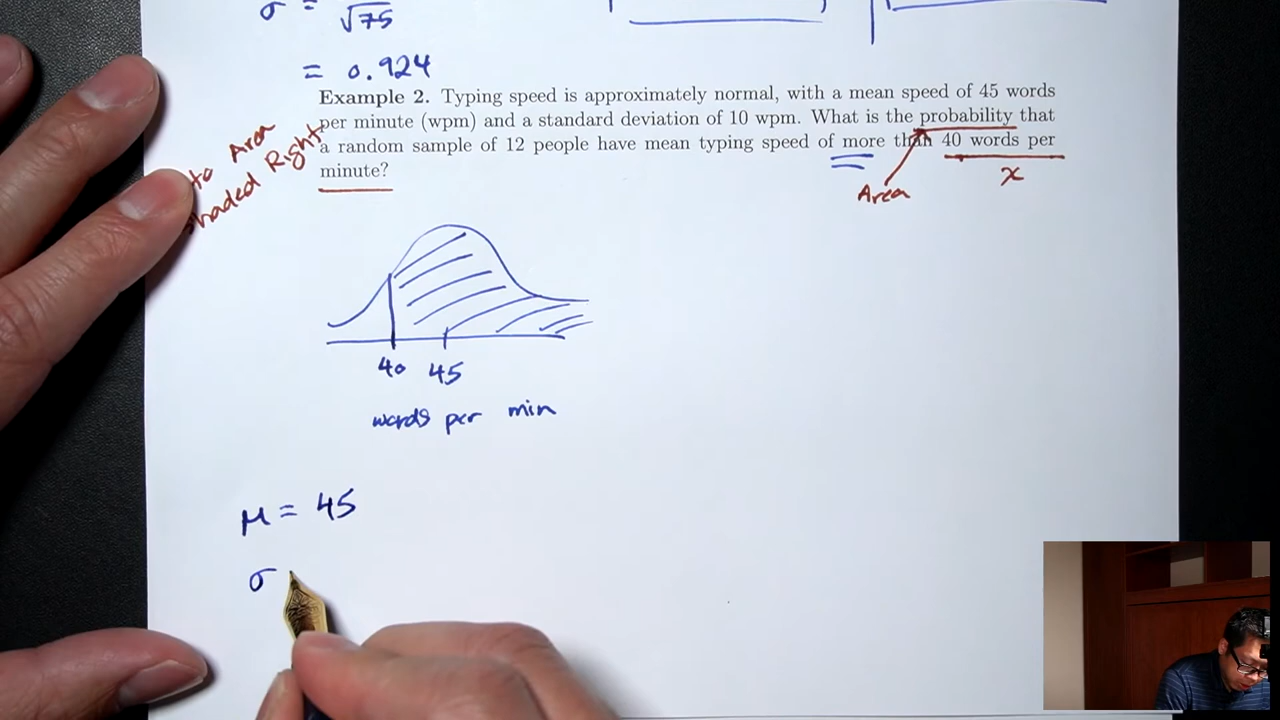 σ = √75
= 0.924
Example 2. Typing speed is approximately normal, with a mean speed of 45 words
per minute (wpm) and a standard deviation of 10 wpm. What is the probability that
a random sample of 12 people have mean typing speed of more than 40 words per
minute?
to Area
shaded Right
Area
x
40 45
words per min
μ = 45
σ